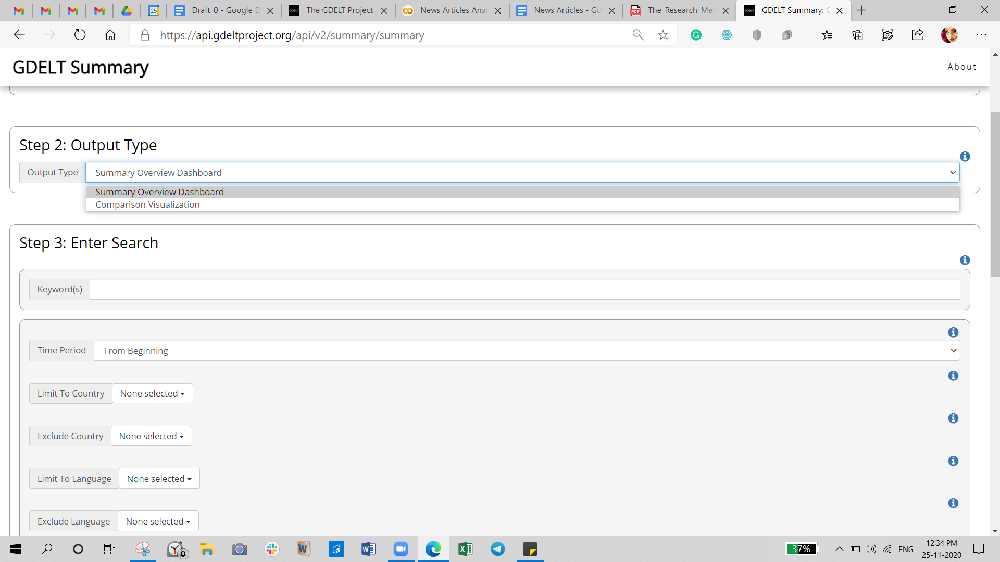 25
Draft_0 - Google D
The GDELT Project
News Articles Anal
News Articles - Go
The_Research_Met
GDELT Summary: C
https://api.gdeltproject.org/api/v2/summary/summary
GDELT Summary
About
Step 2: Output Type
Output Type
Summary Overview Dashboard
Summary Overview Dashboard
Comparison Visualization
Step 3: Enter Search
Keyword(s)
Time Period
From Beginning
Limit To Country
None selected
Exclude Country
None selected
Limit To Language
None selected
Exclude Language
None selected
37%
ENG
12:34 PM
25-11-2020